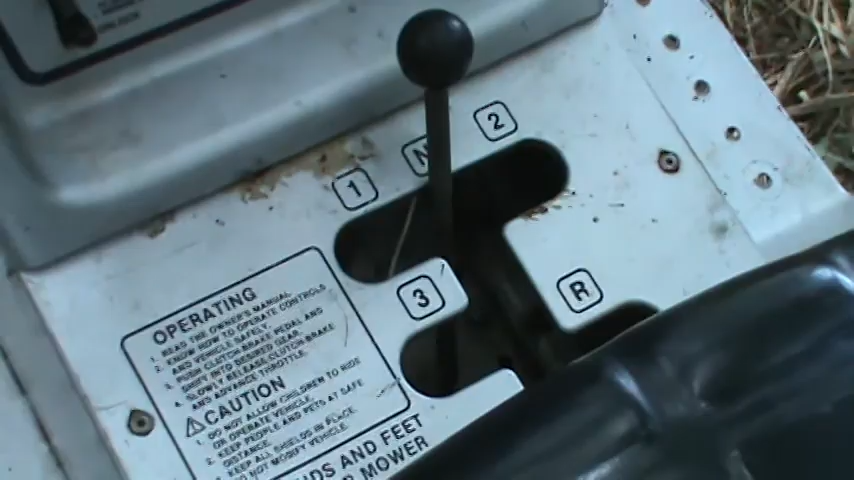 1
N
2
3
R
OPERATING
1. READ THE OWNER'S MANUAL
KNOW HOW TO OPERATE CONTROLS
AND VEHICLE SAFELY.
2. PUSH CLUTCH-BRAKE PEDAL AND
3. SHIFT INTO DESIRED GEAR.
SLOWLY RELEASE CLUTCH-BRAKE
4. AND ADVANCE THROTTLE.
CAUTION
1. DO NOT ALLOW CHILDREN TO RIDE
OR OPERATE VEHICLE.
2. KEEP PEOPLE AND PETS AT SAFE
DISTANCE.
KEEP ALL SHIELDS IN PLACE.
DO NOT MODIFY VEHICLE.
AND FEET
MOWER